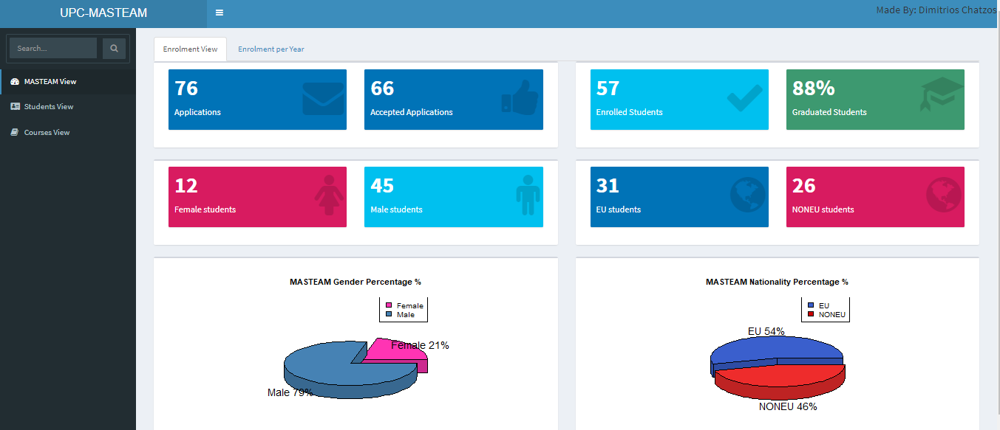 UPC-MASTEAM
Made By: Dimitrios Chatzos
Search...
MASTEAM View
Students View
Courses View
Enrolment View
Enrolment per Year
76
Applications
66
Accepted Applications
57
Enrolled Students
88%
Graduated Students
12
Female students
45
Male students
31
EU students
26
NONEU students
MASTEAM Gender Percentage %
Female
Male
Female 21%
Male 79%
MASTEAM Nationality Percentage %
EU
NONEU
EU 54%
NONEU 46%